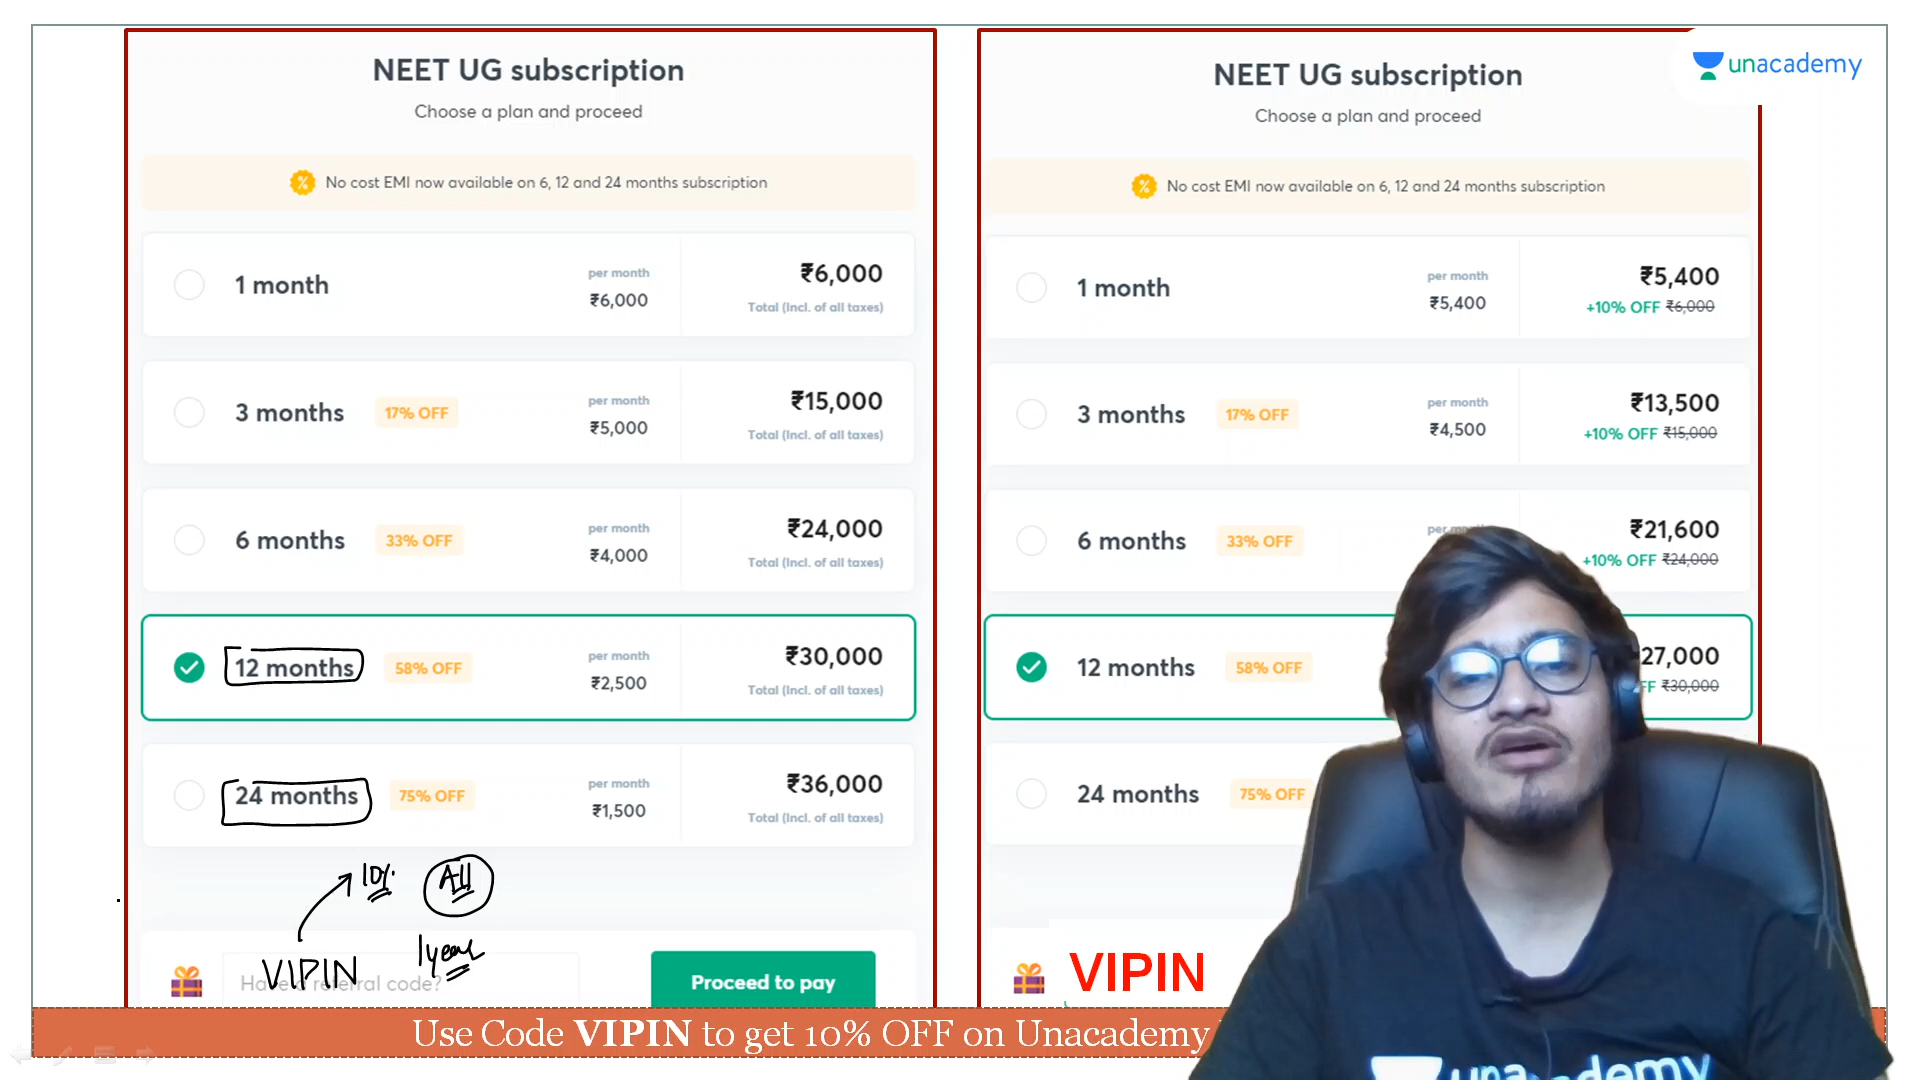 NEET UG subscription
Choose a plan and proceed
No cost EMI now available on 6, 12 and 24 months subscription
1 month
per month
₹6,000
₹6,000
Total (Incl. of all taxes)
3 months
17% OFF
per month
₹5,000
₹15,000
Total (Incl. of all taxes)
6 months
33% OFF
per month
₹4,000
₹24,000
Total (Incl. of all taxes)
12 months
58% OFF
per month
₹2,500
₹30,000
Total (Incl. of all taxes)
24 months
75% OFF
per month
₹1,500
₹36,000
Total (Incl. of all taxes)
10%
All
VIPIN
1 year
Have a referral code?
Proceed to pay
unacademy
NEET UG subscription
Choose a plan and proceed
No cost EMI now available on 6, 12 and 24 months subscription
1 month
per month
₹5,400
₹5,400
+10% OFF ₹6,000
3 months
17% OFF
per month
₹4,500
₹13,500
+10% OFF ₹15,000
6 months
33% OFF
per
₹21,600
+10% OFF ₹24,000
12 months
58% OFF
27,000
₹30,000
24 months
75% OFF
VIPIN
Use Code VIPIN to get 10% OFF on Unacademy
unacademy